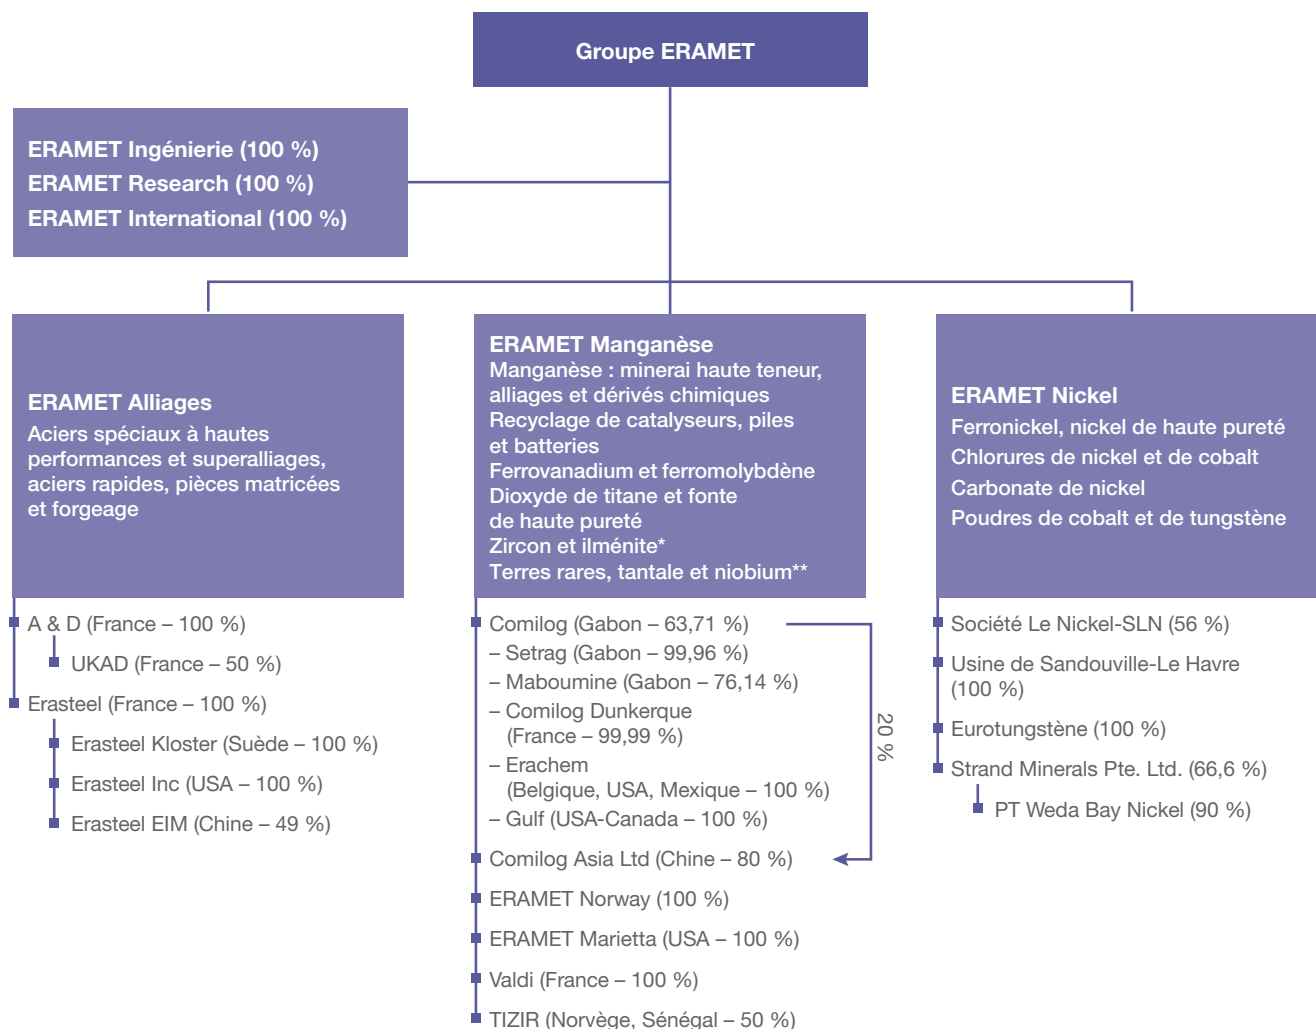 Groupe ERAMET
ERAMET Ingénierie (100 %)
ERAMET Research (100 %)
ERAMET International (100 %)
ERAMET Alliages
Aciers spéciaux à hautes
performances et superalliages,
aciers rapides, pièces matricées
et forgeage
A & D (France – 100 %)
UKAD (France – 50 %)
Erasteel (France – 100 %)
Erasteel Kloster (Suède – 100 %)
Erasteel Inc (USA – 100 %)
Erasteel EIM (Chine – 49 %)
ERAMET Manganèse
Manganèse : minerai haute teneur,
alliages et dérivés chimiques
Recyclage de catalyseurs, piles
et batteries
Ferrovanadium et ferromolybdène
Dioxyde de titane et fonte
de haute pureté
Zircon et ilménite*
Terres rares, tantale et niobium**
Comilog (Gabon – 63,71 %)
– Setrag (Gabon – 99,96 %)
– Maboumine (Gabon – 76,14 %)
– Comilog Dunkerque
(France – 99,99 %)
– Erachem
(Belgique, USA, Mexique – 100 %)
– Gulf (USA-Canada – 100 %)
20 %
Comilog Asia Ltd (Chine – 80 %)
ERAMET Norway (100 %)
ERAMET Marietta (USA – 100 %)
Valdi (France – 100 %)
TIZIR (Norvège, Sénégal – 50 %)
ERAMET Nickel
Ferronickel, nickel de haute pureté
Chlorures de nickel et de cobalt
Carbonate de nickel
Poudres de cobalt et de tungstène
Société Le Nickel-SLN (56 %)
Usine de Sandouville-Le Havre
(100 %)
Eurotungstène (100 %)
Strand Minerals Pte. Ltd. (66,6 %)
PT Weda Bay Nickel (90 %)